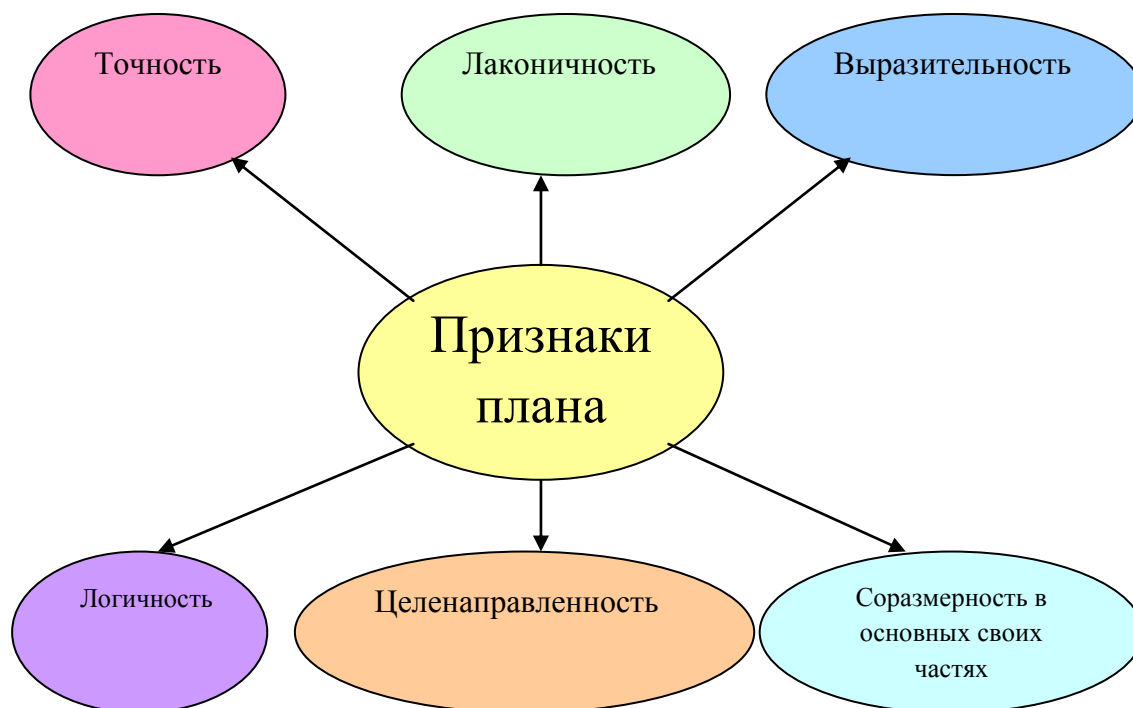 Точность
Лаконичность
Выразительность
Признаки
плана
Логичность
Целенаправленность
Соразмерность в
основных своих
частях